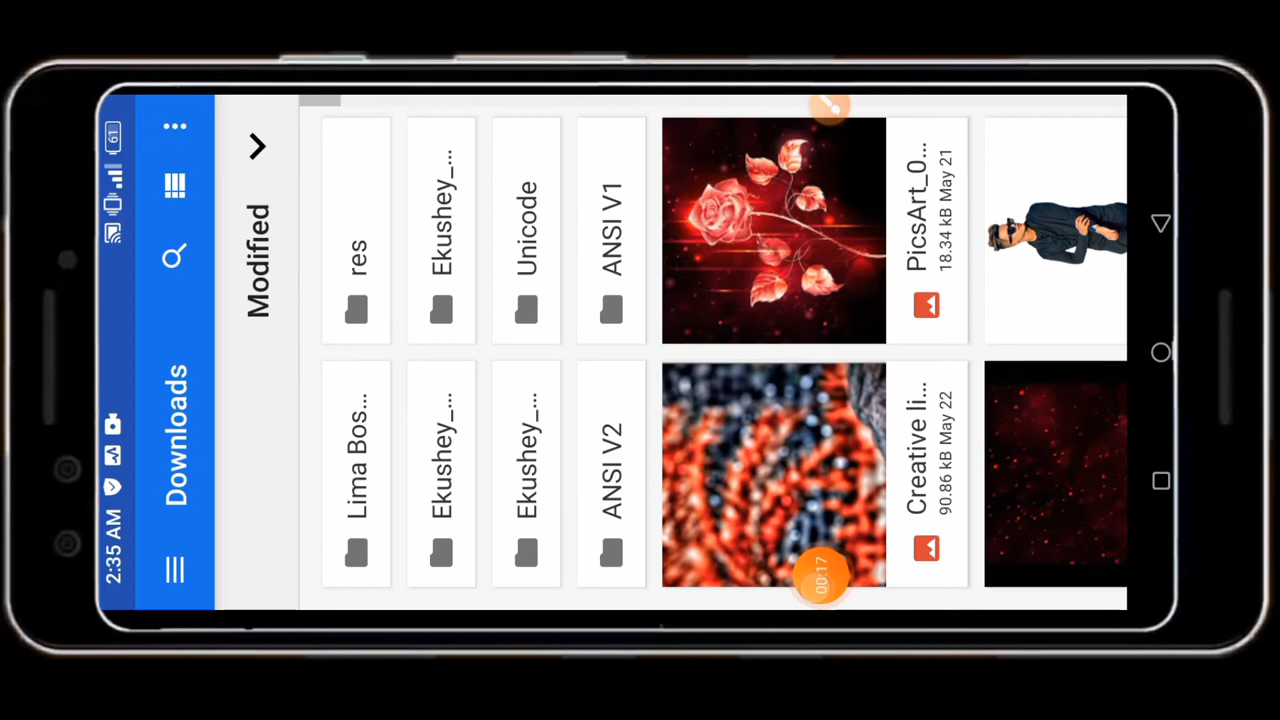 2:35 AM
61
Downloads
Modified
Lima Bos...
res
Ekushey_...
Ekushey_...
Ekushey_...
Unicode
ANSI V2
ANSI V1
Creative li...
90.86 kB May 22
PicsArt_0...
18.34 kB May 21
00:17